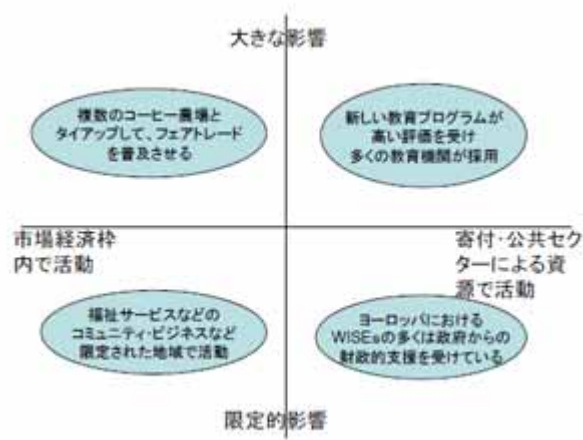 大きな影響
複数のコーヒー農場と
タイアップして、フェアトレード
を普及させる
新しい教育プログラムが
高い評価を受け
多くの教育機関が採用
市場経済枠
内で活動
寄付・公共セク
ターによる資
源で活動
福祉サービスなどの
コミュニティ・ビジネスなど
限定された地域で活動
ヨーロッパにおける
WISEsの多くは政府からの
財政的支援を受けている
限定的影響